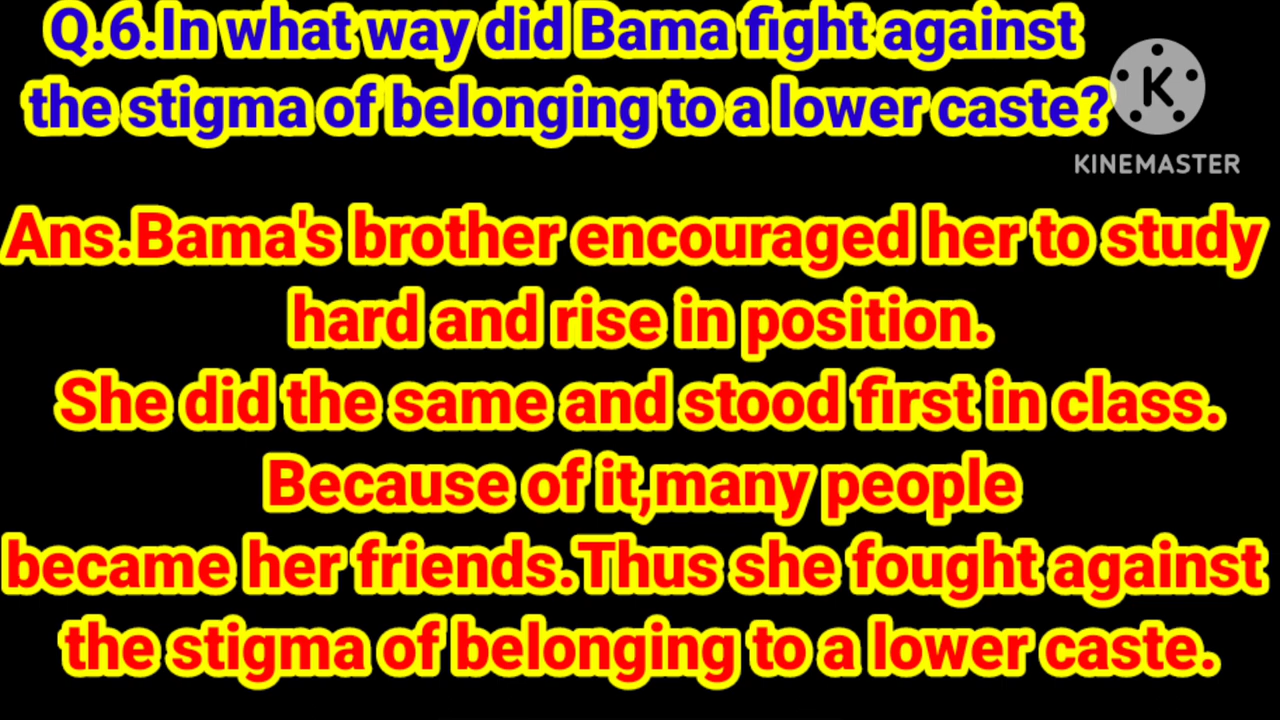 Q.6.In what way did Bama fight against
the stigma of belonging to a lower caste?
K
KINEMASTER
Ans.Bama's brother encouraged her to study
hard and rise in position.
She did the same and stood first in class.
Because of it,many people
became her friends.Thus she fought against
the stigma of belonging to a lower caste.